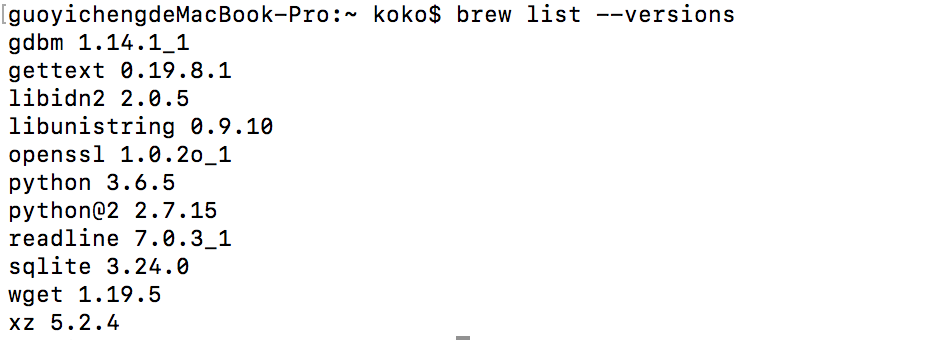 [guoyichengdeMacBook-Pro:~ koko$ brew list --versions
gdbm 1.14.1_1
gettext 0.19.8.1
libidn2 2.0.5
libunistring 0.9.10
openssl 1.0.2o_1
python 3.6.5
python@2 2.7.15
readline 7.0.3_1
sqlite 3.24.0
wget 1.19.5
xz 5.2.4